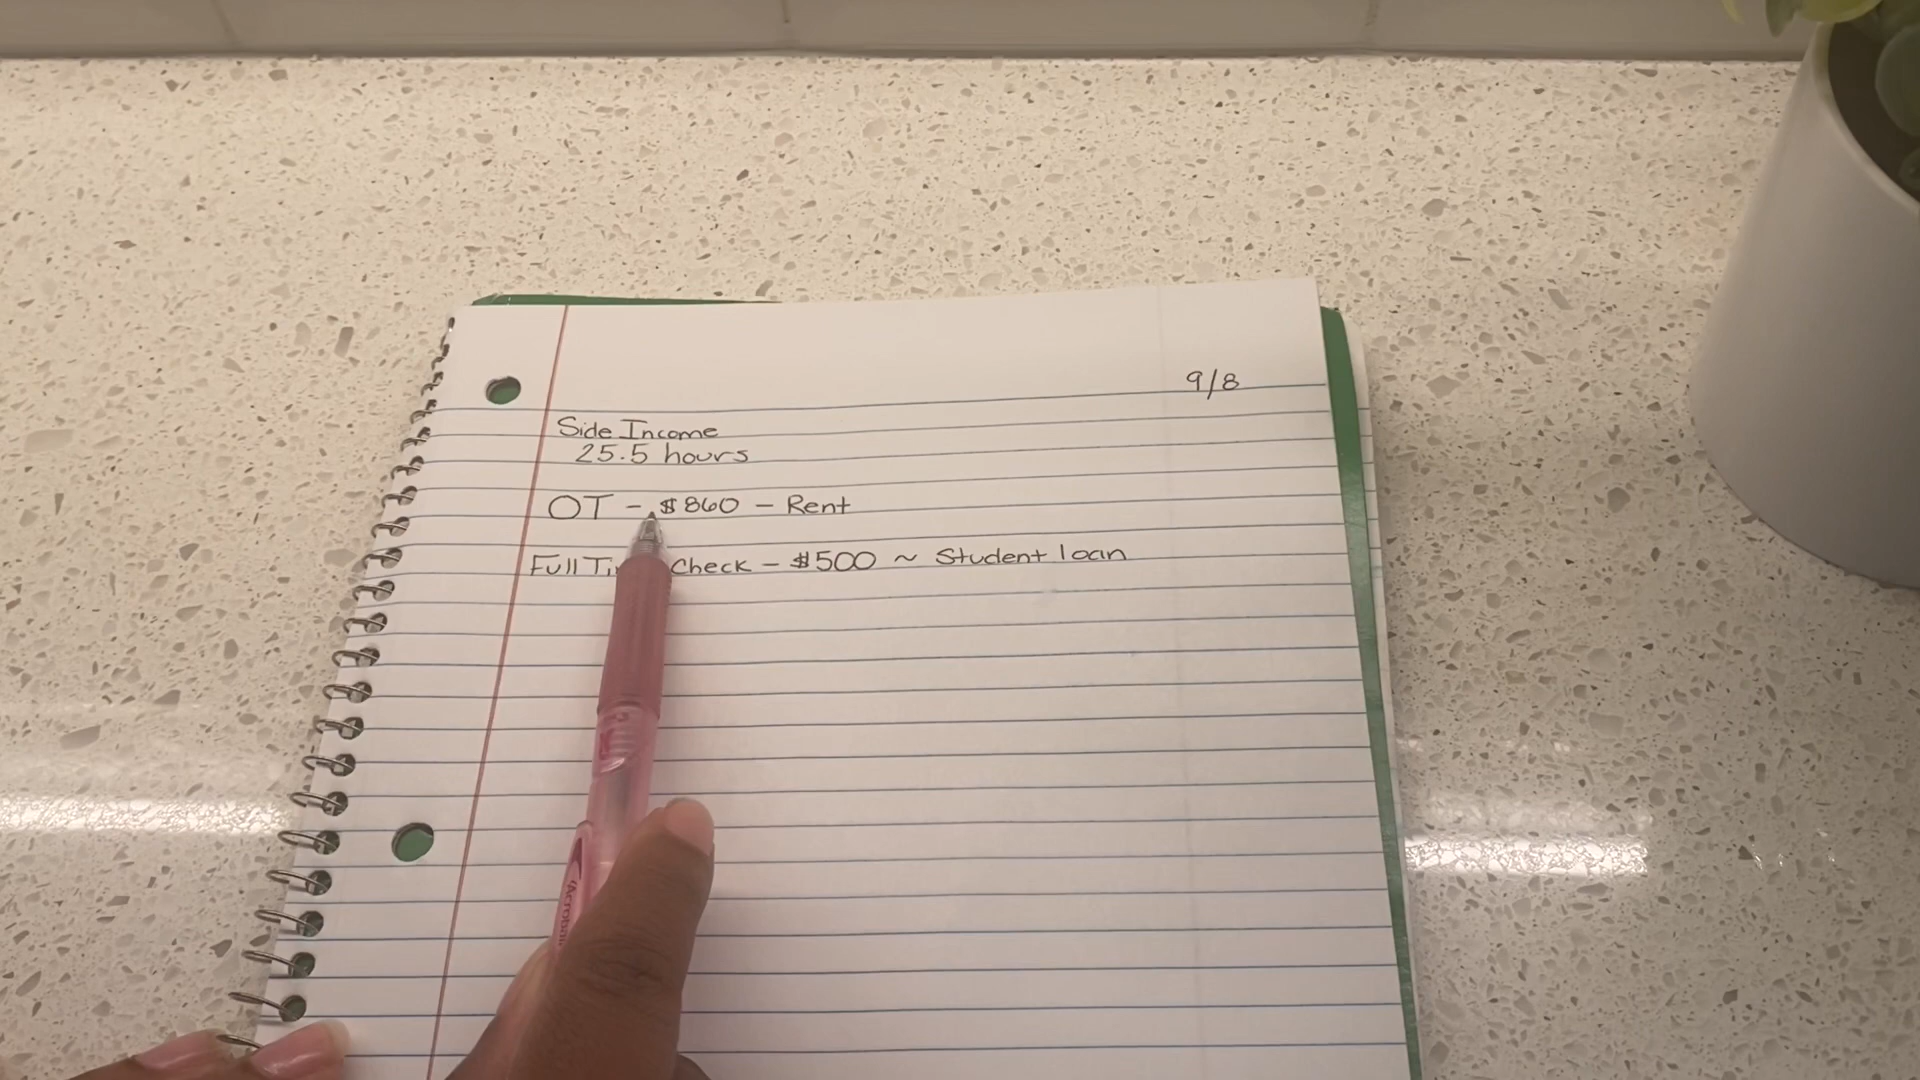 9/8
Side Income
25.5 hours
OT - $860 - Rent
Full Check - $500 ~ Student loan